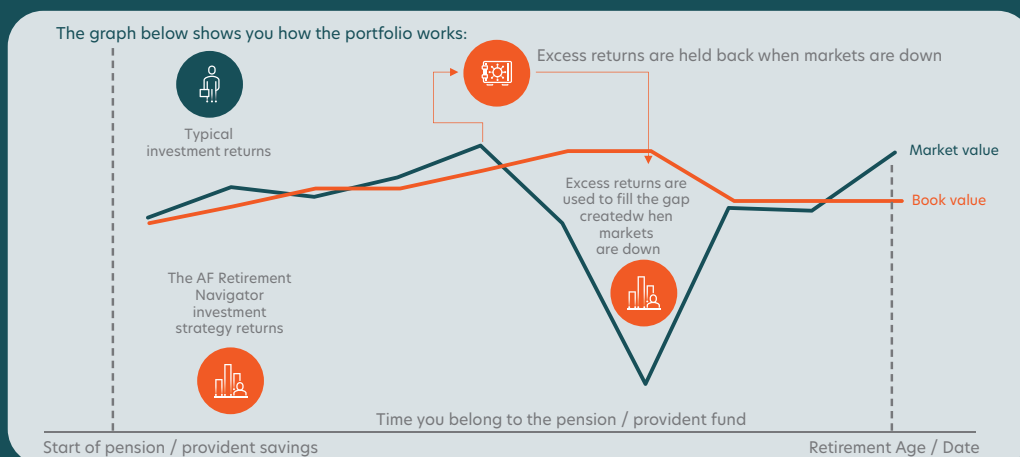 The graph below shows you how the portfolio works:
Excess returns are held back when markets are down
Typical
investment returns
Market value
Excess returns are
used to fill the gap
createdw hen
markets
are down
Book value
The AF Retirement
Navigator
investment
strategy returns
Time you belong to the pension / provident fund
Start of pension / provident savings
Retirement Age / Date